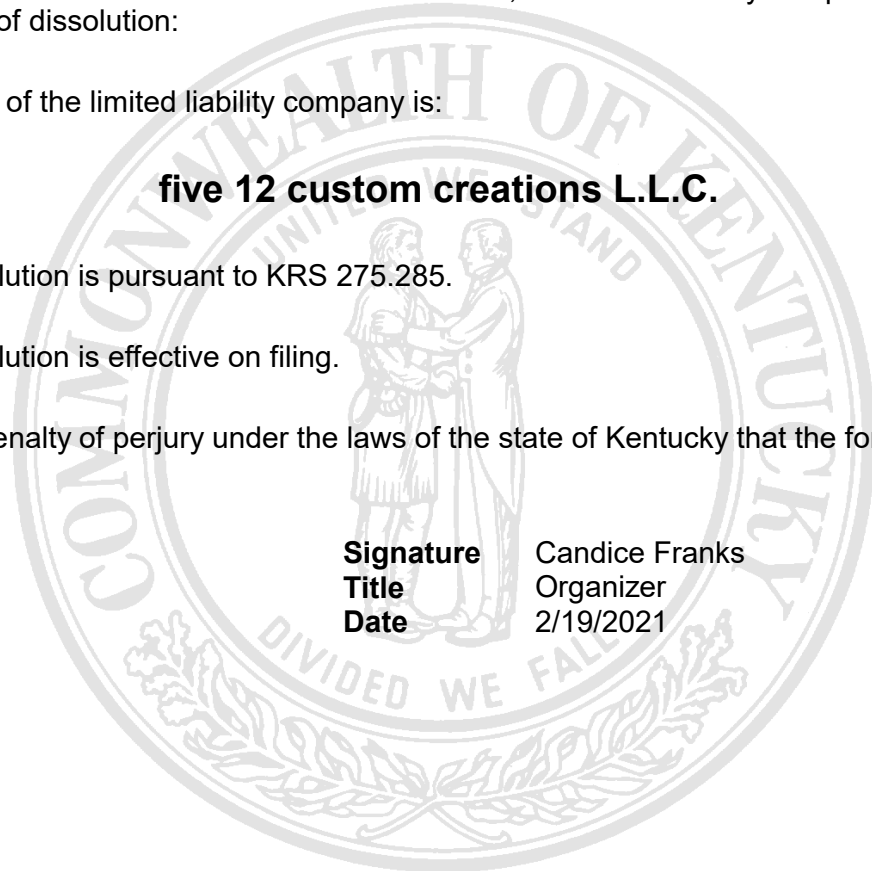 of dissolution:
of the limited liability company is:
five 12 custom creations L.L.C.
lution is pursuant to KRS 275.285.
lution is effective on filing.
enalty of perjury under the laws of the state of Kentucky that the for
Signature Candice Franks
Title Organizer
Date 2/19/2021
COMMONWEALTH OF KENTUCKY
UNITED WE STAND
DIVIDED WE FALL